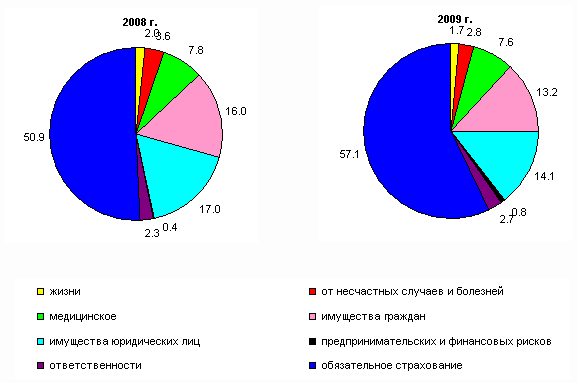 2008 г.
2.0
3.6
7.8
16.0
17.0
0.4
2.3
50.9
2009 г.
1.7
2.8
7.6
13.2
14.1
0.8
2.7
57.1
жизни
от несчастных случаев и болезней
медицинское
имущества граждан
имущества юридических лиц
предпринимательских и финансовых рисков
ответственности
обязательное страхование